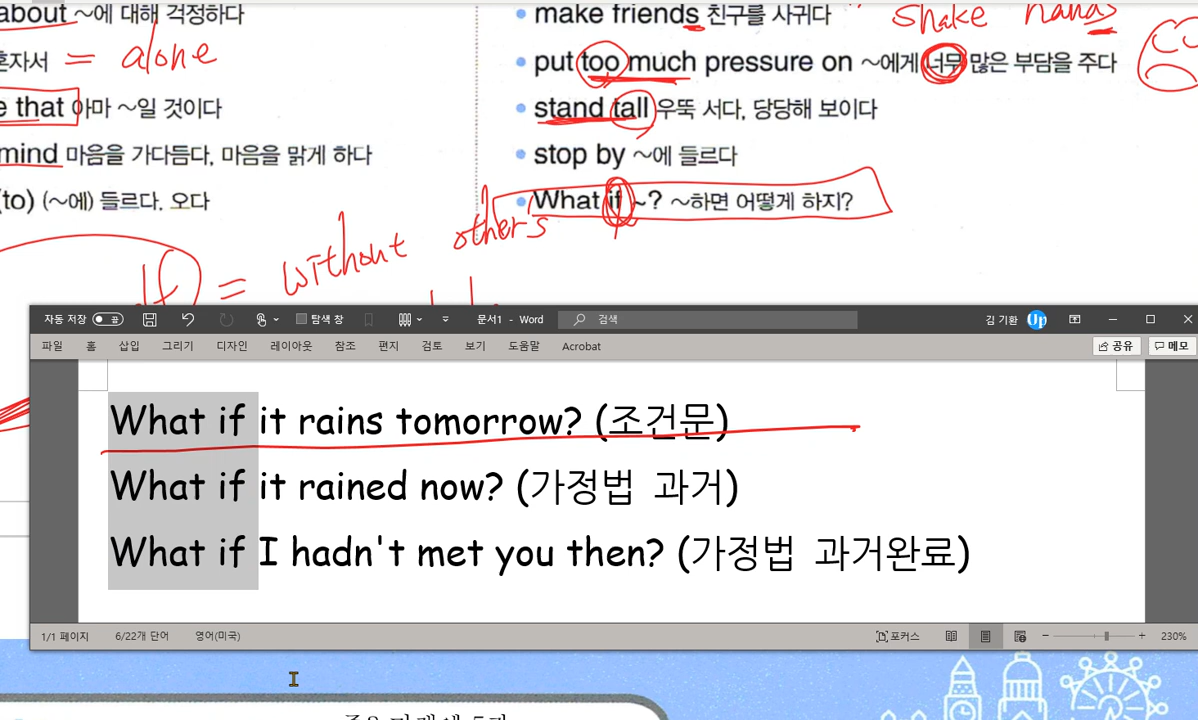 about ~에 대해 걱정하다
혼자서 = alone
e that 아마 ~일 것이다
mind 마음을 가다듬다, 마음을 맑게 하다
(to) (~에) 들르다. 오다
= without other's
make friends 친구를 사귀다
shake hands
put too much pressure on ~에게 너무 많은 부담을 주다
stand tall 우뚝 서다, 당당해 보이다
stop by ~에 들르다
What if ~? ~하면 어떻게 하지?
자동 저장 끔 탐색 창 문서1 - Word 검색 김 기환 Up
파일 홈 삽입 그리기 디자인 레이아웃 참조 편지 검토 보기 도움말 Acrobat 공유 메모
What if it rains tomorrow? (조건문)
What if it rained now? (가정법 과거)
What if I hadn't met you then? (가정법 과거완료)
1/1 페이지 6/22개 단어 영어(미국) 포커스 230%